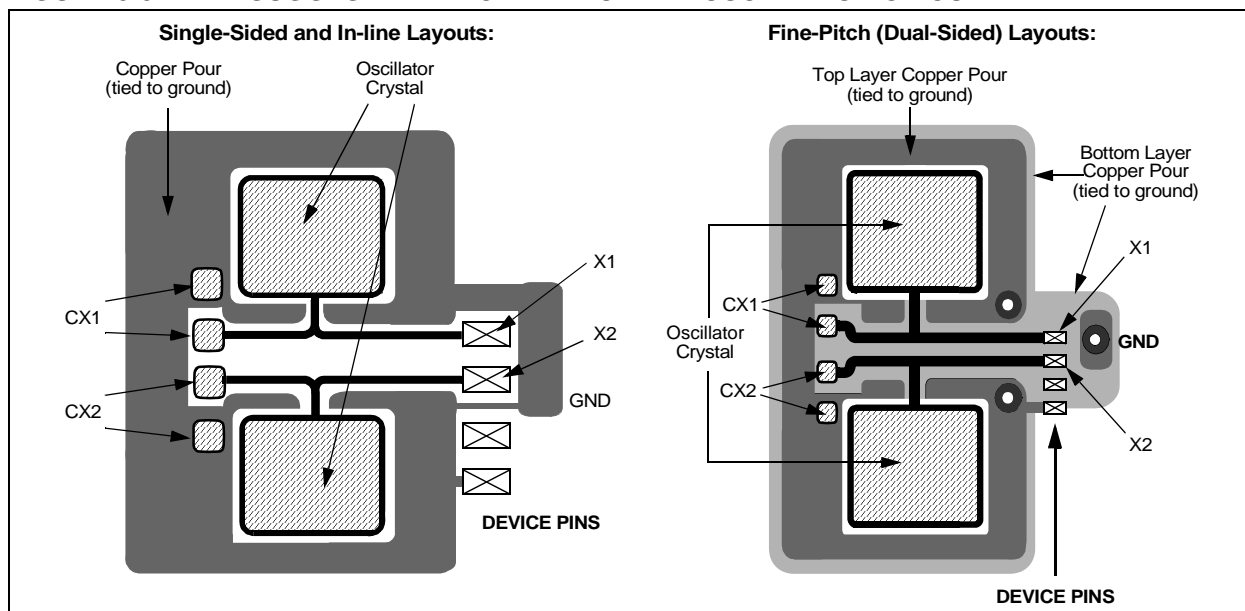 Single-Sided and In-line Layouts:
Copper Pour
(tied to ground)
Oscillator
Crystal
CX1
CX2
X1
X2
GND
DEVICE PINS
Fine-Pitch (Dual-Sided) Layouts:
Top Layer Copper Pour
(tied to ground)
Bottom Layer
Copper Pour
(tied to ground)
CX1
Oscillator
Crystal
CX2
X1
GND
X2
DEVICE PINS